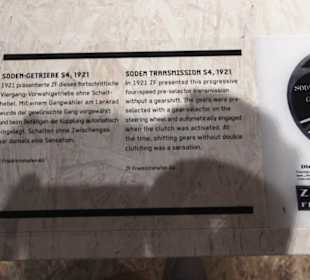 SODEN-GETRIEBE S4, 1921
1921 präsentierte ZF dieses fortschrittliche
Viergang-Vorwahlgetriebe ohne Schalt-
hebel. Mit einem Gangwähler am Lenkrad
wurde der gewünschte Gang vorgewählt
und beim Betätigen der Kupplung automatisch
eingelegt. Schalten ohne Zwischengas
war damals eine Sensation.
ZF Friedrichshafen AG
SODEN TRANSMISSION S4, 1921
In 1921 ZF presented this progressive
four-speed pre-selector transmission
without a gearshift. The gears were pre
selected with a gear selector on the
steering wheel and automatically engaged
when the clutch was activated. At
the time, shifting gears without double
clutching was a sensation.
ZF Friedrichshafen AG